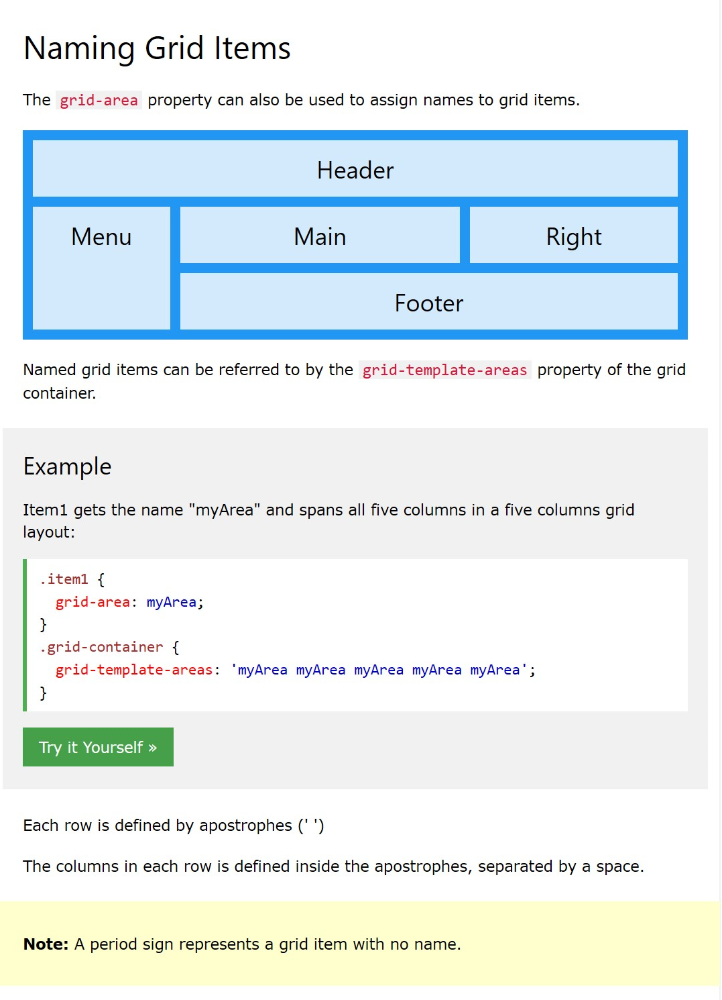 Naming Grid Items
The grid-area property can also be used to assign names to grid items.
Header
Menu
Main
Right
Footer
Named grid items can be referred to by the grid-template-areas property of the grid
container.
Example
Item1 gets the name "myArea" and spans all five columns in a five columns grid
layout:
.item1 {
  grid-area: myArea;
}
.grid-container {
  grid-template-areas: 'myArea myArea myArea myArea myArea';
}
Try it Yourself »
Each row is defined by apostrophes (' ')
The columns in each row is defined inside the apostrophes, separated by a space.
Note: A period sign represents a grid item with no name.